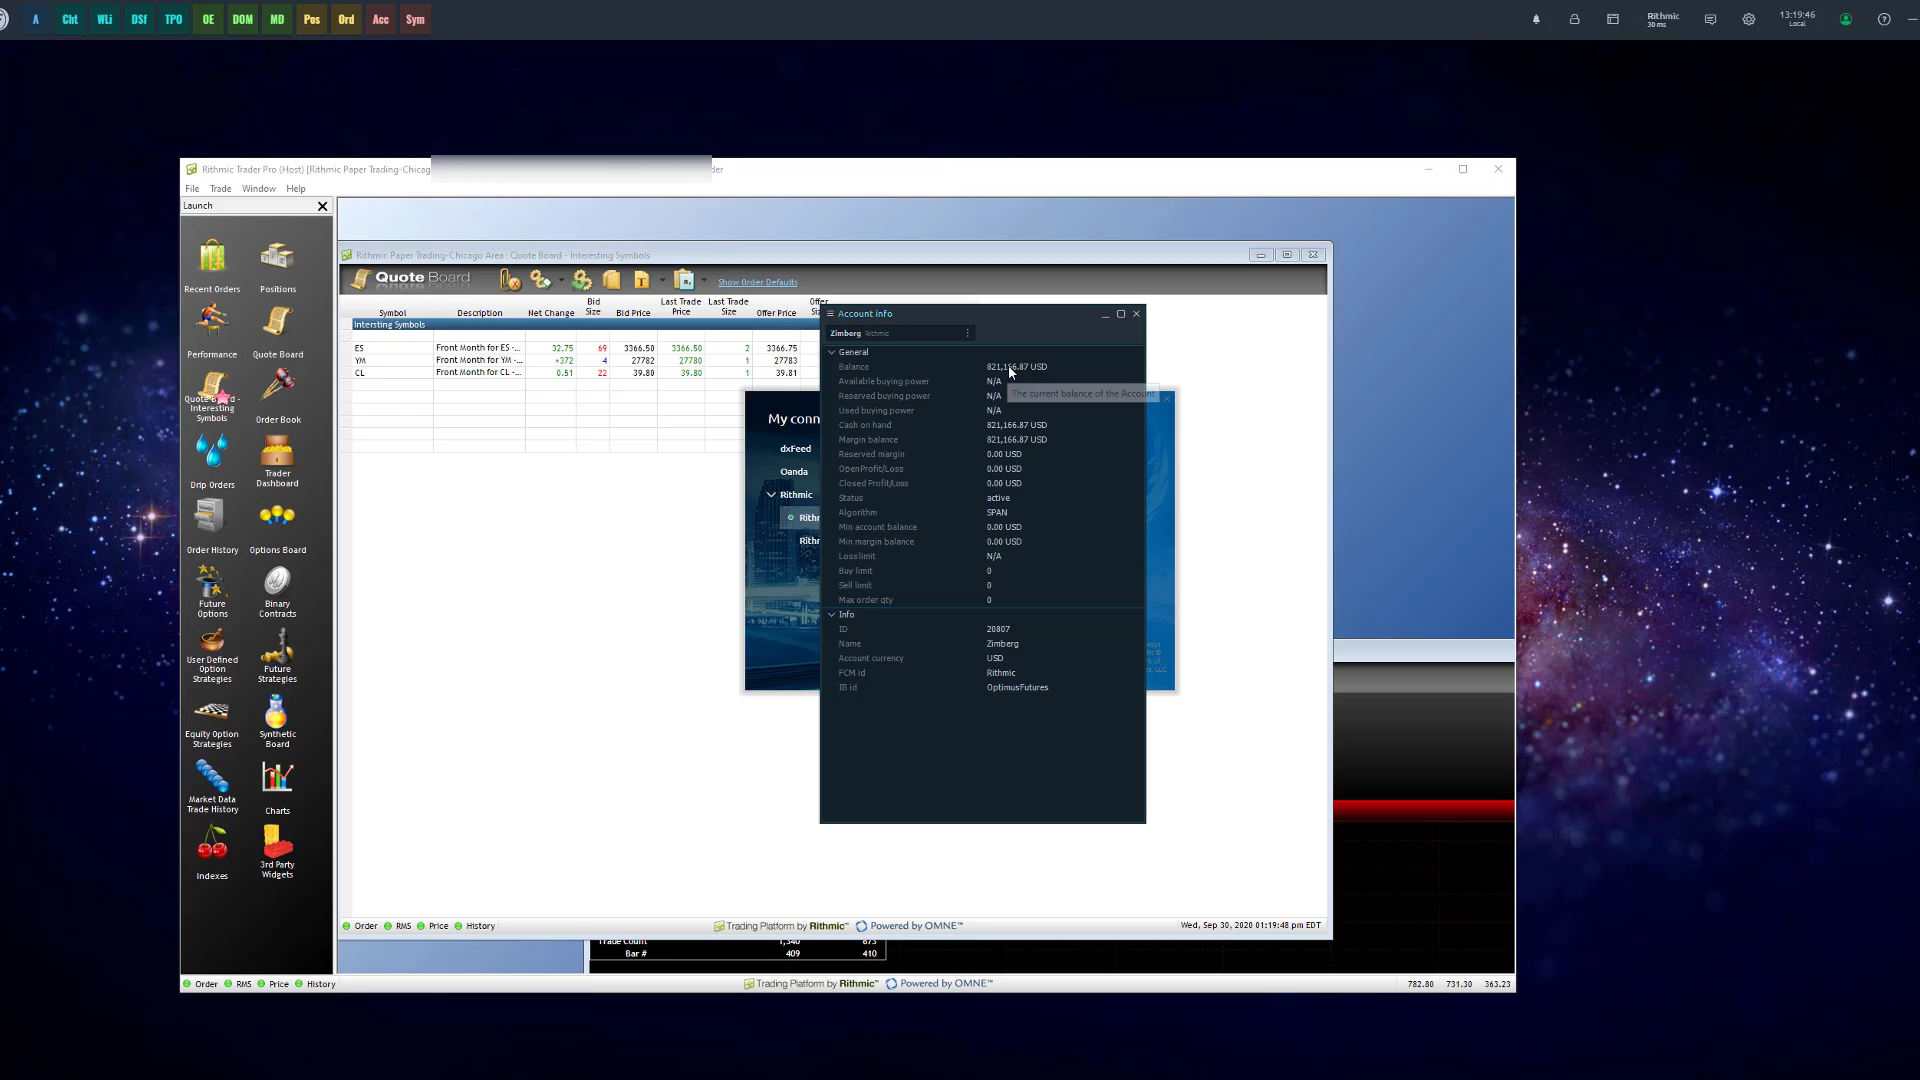 A Cht WLi DSf TPO OE DOM MD Pos Ord Acc Sym
Rithmic
30 ms
13:19:46
Local
Rithmic Trader Pro (Host) [Rithmic Paper Trading-Chicag
File Trade Window Help
Launch
Recent Orders
Positions
Performance
Quote Board
Interesting
Symbols
Order Book
Drip Orders
Trader
Dashboard
Order History
Options Board
Future
Options
Binary
Contracts
User Defined
Option
Strategies
Future
Strategies
Equity Option
Strategies
Synthetic
Board
Market Data
Trade History
Charts
Indexes
3rd Party
Widgets
Rithmic Paper Trading-Chicago Area : Quote Board - Interesting Symbols
Quote Board
Show Order Defaults
Symbol Description Net Change Bid Size Bid Price Last Trade Price Last Trade Size Offer Price
Intersting Symbols
ES Front Month for ES -... 32.75 69 3366.50 3366.50 2 3366.75
YM Front Month for YM -... +372 4 27782 27780 1 27783
CL Front Month for CL -... 0.51 22 39.80 39.80 1 39.81
My conn
dxFeed
Oanda
Rithmic
Rithm
Rithm
Account info
Zimberg Rithmic
General
Balance 821,166.87 USD
Available buying power N/A
The current balance of the Account
Reserved buying power N/A
Used buying power N/A
Cash on hand 821,166.87 USD
Margin balance 821,166.87 USD
Reserved margin 0.00 USD
OpenProfit/Loss 0.00 USD
Closed Profit/Loss 0.00 USD
Status active
Algorithm SPAN
Min account balance 0.00 USD
Min margin balance 0.00 USD
Loss limit N/A
Buy limit 0
Sell limit 0
Max order qty 0
Info
ID 20807
Name Zimberg
Account currency USD
FCM id Rithmic
IB id OptimusFutures
Order RMS Price History
Trading Platform by Rithmic™ Powered by OMNE™
Wed, Sep 30, 2020 01:19:48 pm EDT
Trade Count 1,340 673
Bar # 409 410
Order RMS Price History
Trading Platform by Rithmic™ Powered by OMNE™
782.80 731.30 363.23